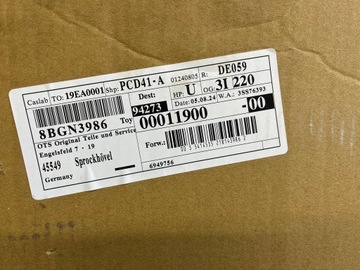 Caslab TO: 19EA0001 Shp: PCD41-A 01240805 R: DE059
Dest: 94273 HP: U OG: 3I 220
Date: 05.08.24 W.A.: 3S876393
8BGN3986 Toy 00011900 -00
OTS Original Teile und Service
Engelsfeld 7 - 19
45549 Sprockhövel
Germany
Forw.:
6949756